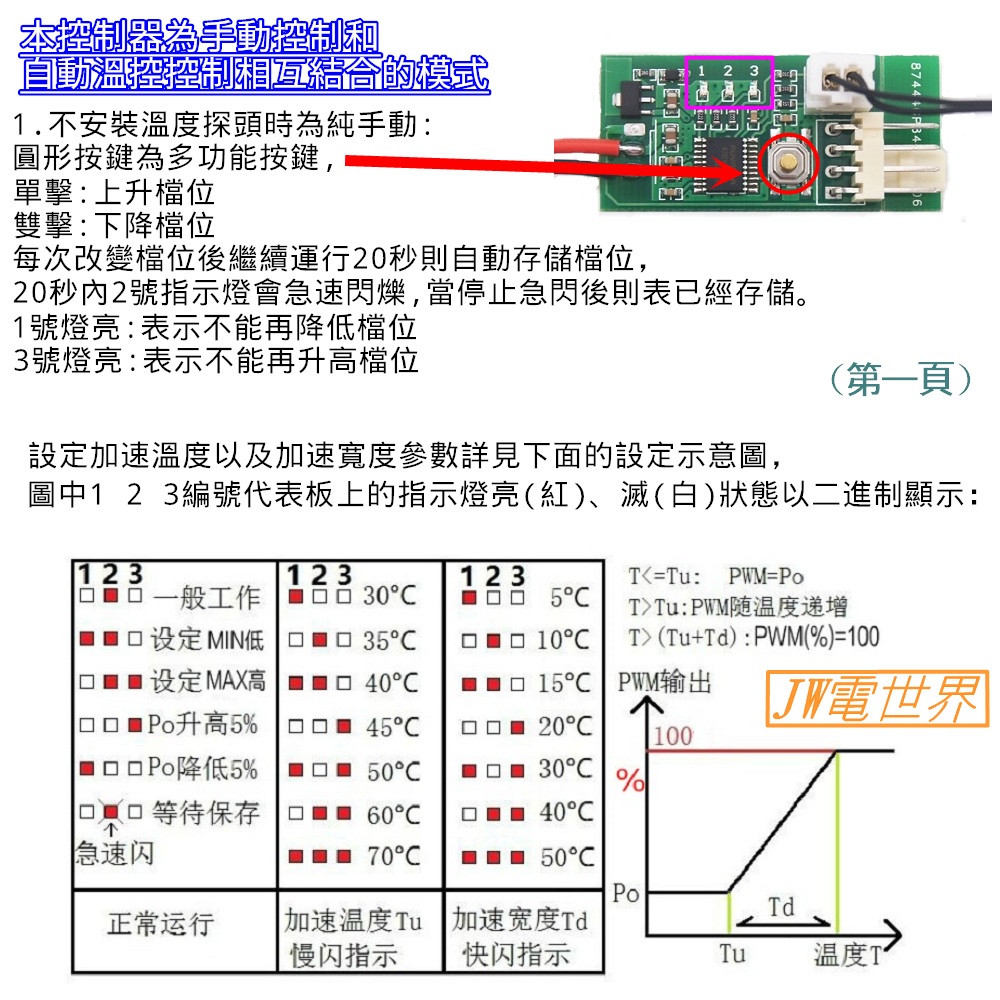 本控制器為手動控制和
自動溫控控制相互結合的模式
1.不安裝溫度探頭時為純手動:
圓形按鍵為多功能按鍵,
單擊:上升檔位
雙擊:下降檔位
每次改變檔位後繼續運行20秒則自動存儲檔位,
20秒內2號指示燈會急速閃爍,當停止急閃後則表已經存儲。
1號燈亮:表示不能再降低檔位
3號燈亮:表示不能再升高檔位
1 2 3
(第一頁)
設定加速溫度以及加速寬度參數詳見下面的設定示意圖,
圖中1 2 3編號代表板上的指示燈亮(紅)、滅(白)狀態以二進制顯示:
1 2 3
一般工作
设定MIN低
设定MAX高
Po升高5%
Po降低5%
等待保存
急速闪
正常运行
1 2 3
30℃
35℃
40℃
45℃
50℃
60℃
70℃
加速温度Tu
慢闪指示
1 2 3
5℃
10℃
15℃
20℃
30℃
40℃
50℃
加速宽度Td
快闪指示
T<=Tu: PWM=Po
T>Tu:PWM随温度递增
T>(Tu+Td):PWM(%)=100
PWM输出
JW電世界
100
%
Po
Td
Tu
温度T